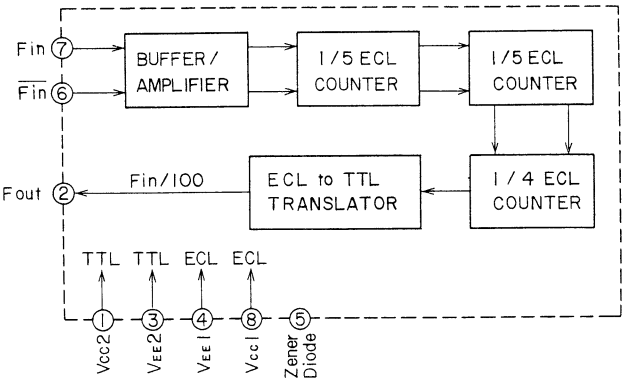 Fin 7
BUFFER/
AMPLIFIER
1/5 ECL
COUNTER
1/5 ECL
COUNTER
Fin 6
Fout 2
Fin/100
ECL to TTL
TRANSLATOR
1/4 ECL
COUNTER
TTL TTL ECL ECL
1 3 4 8 5
VCC2
VEE2
VEE1
VCC1
Zener
Diode